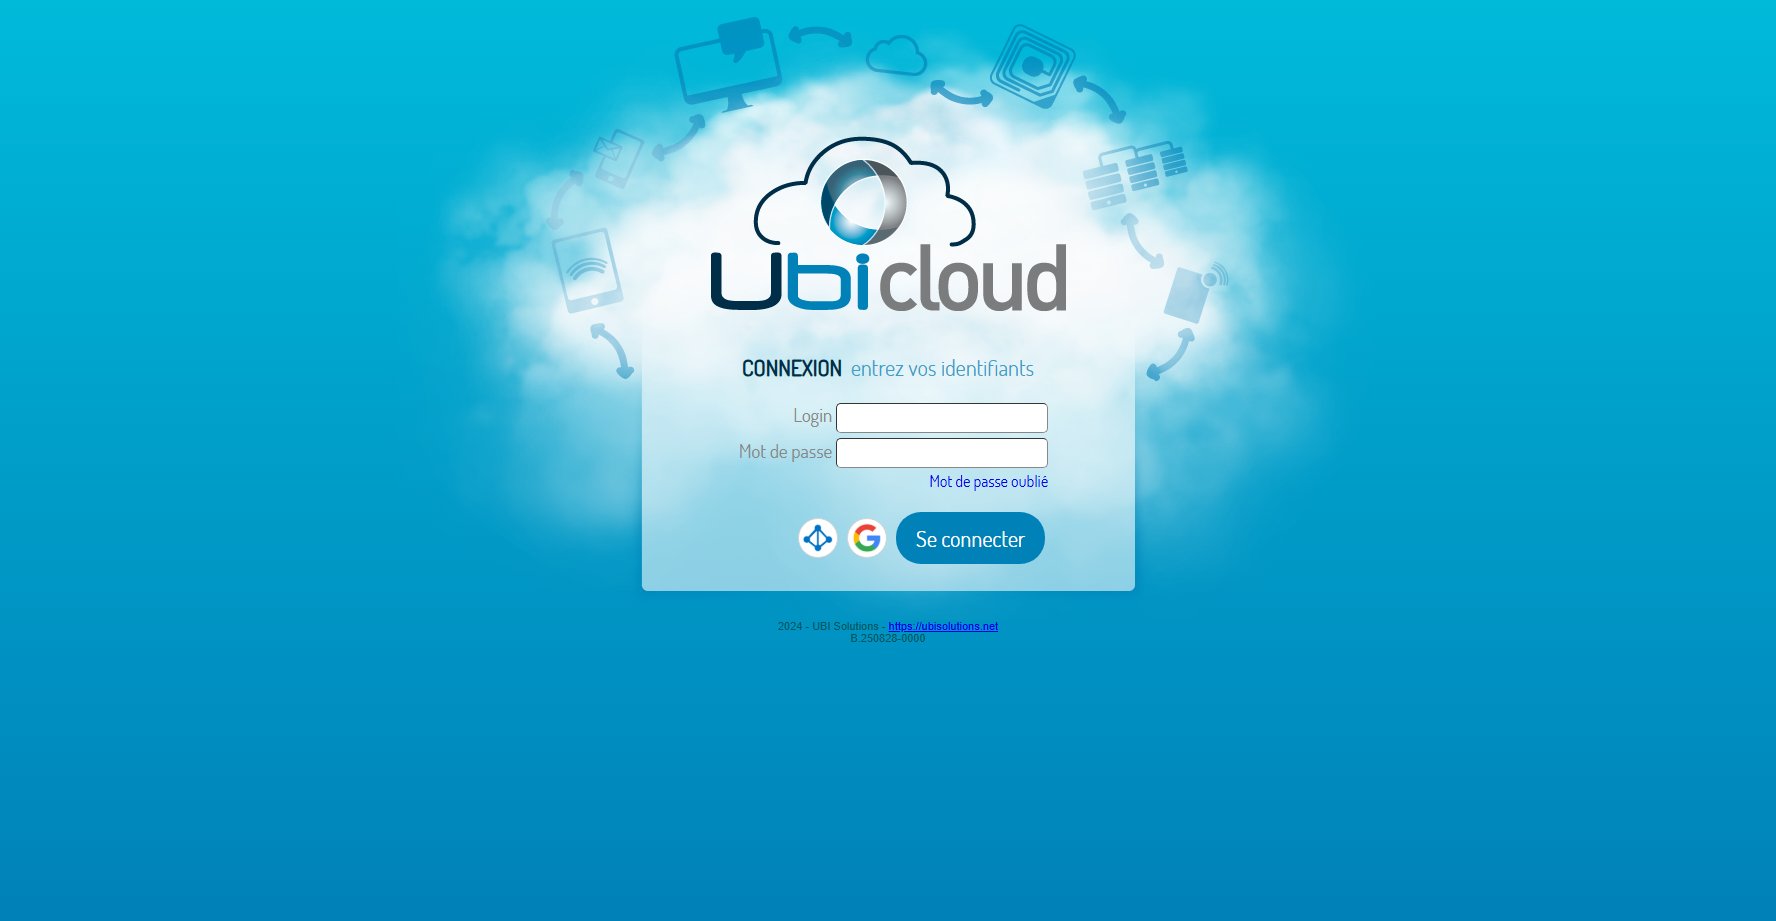 Ubicloud
CONNEXION entrez vos identifiants
Login
Mot de passe
Mot de passe oublié
Se connecter
2024 - UBI Solutions - https://ubisolutions.net
B.250828-0000